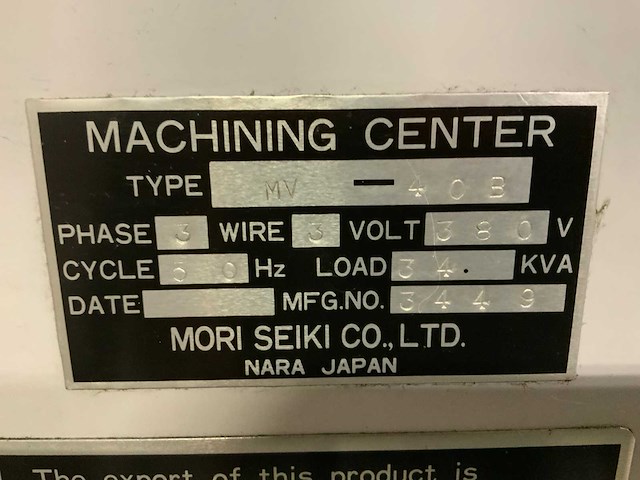 MACHINING CENTER
TYPE MV - 40B
PHASE 3 WIRE 3 VOLT 380 V
CYCLE 50 Hz LOAD 34. KVA
DATE MFG.NO. 3449
MORI SEIKI CO., LTD.
NARA JAPAN
The export of this product is